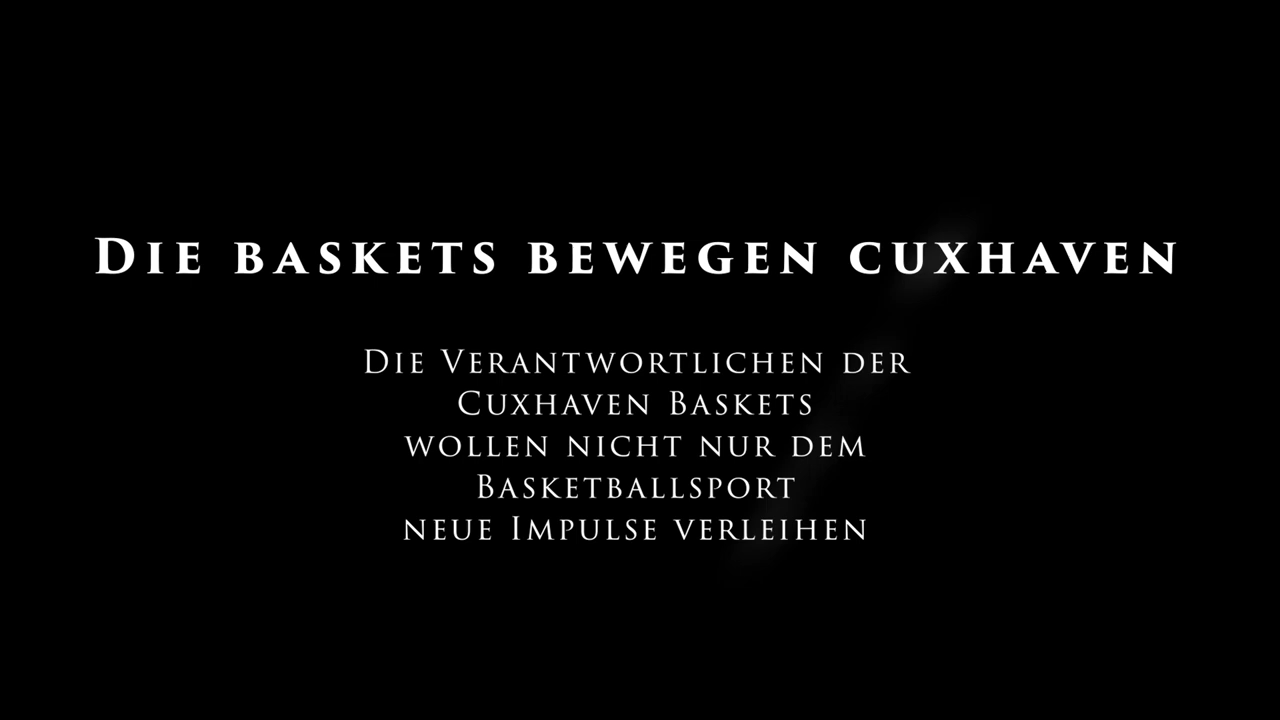 Die baskets bewegen cuxhaven
Die Verantwortlichen der
Cuxhaven Baskets
wollen nicht nur dem
Basketballsport
neue Impulse verleihen